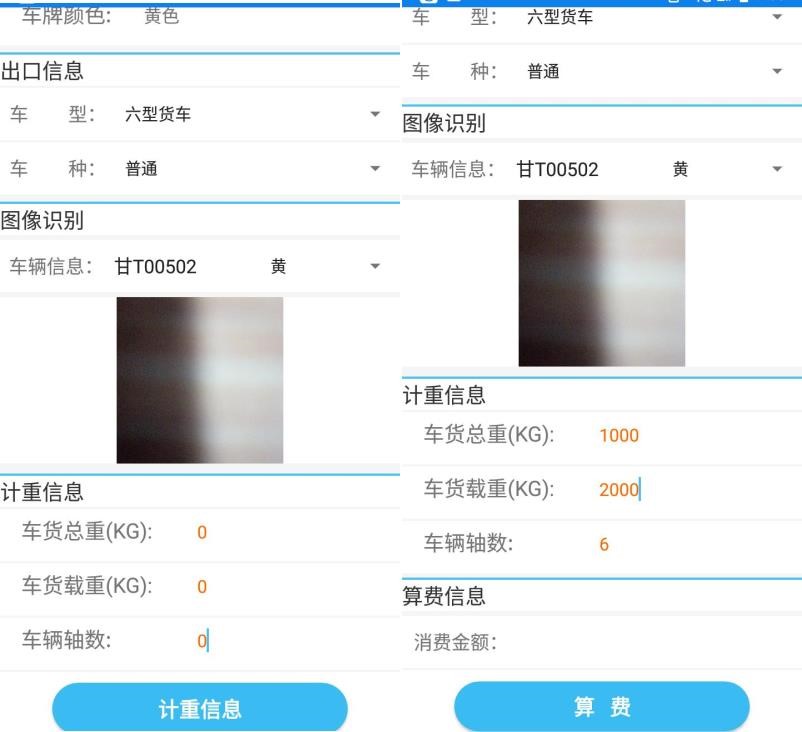 车牌颜色: 黄色
出口信息
车 型: 六型货车
车 种: 普通
图像识别
车辆信息: 甘T00502 黄
计重信息
车货总重(KG): 0
车货载重(KG): 0
车辆轴数: 0
计重信息
车 型: 六型货车
车 种: 普通
图像识别
车辆信息: 甘T00502 黄
计重信息
车货总重(KG): 1000
车货载重(KG): 2000
车辆轴数: 6
算费信息
消费金额:
算 费